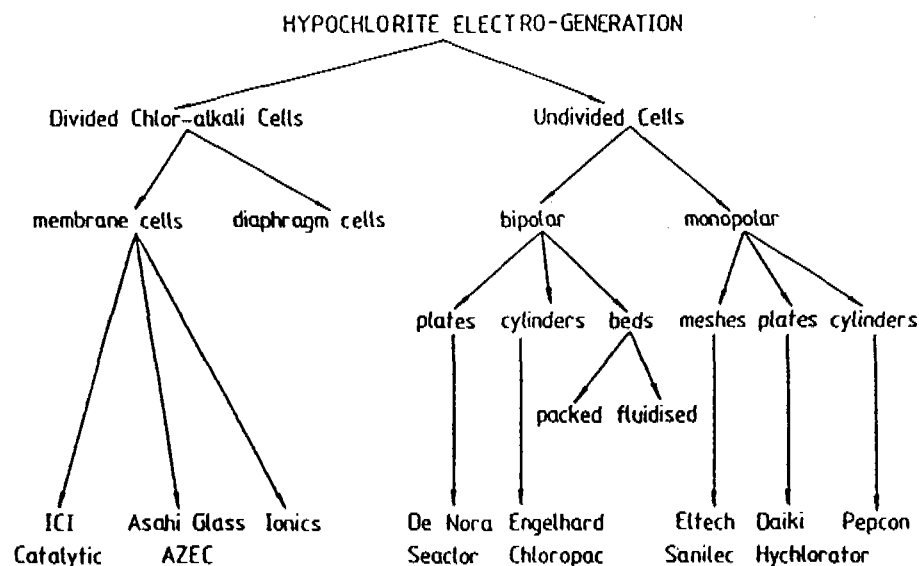 HYPOCHLORITE ELECTRO-GENERATION
Divided Chlor-alkali Cells
Undivided Cells
membrane cells
diaphragm cells
bipolar
monopolar
plates
cylinders
beds
meshes
plates
cylinders
packed
fluidised
ICI
Catalytic
Asahi Glass
AZEC
Ionics
De Nora
Seaclor
Engelhard
Chloropac
Eltech
Sanilec
Daiki
Hychlorator
Pepcon